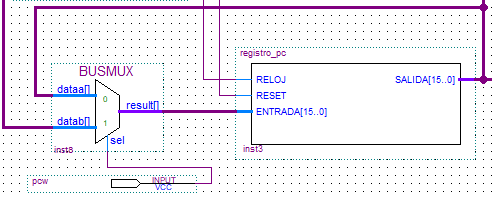 registro_pc
BUSMUX
dataa[]
0
result[]
datab[]
1
sel
inst8
RELOJ
SALIDA[15..0]
RESET
ENTRADA[15..0]
inst3
pcw
INPUT
VCC